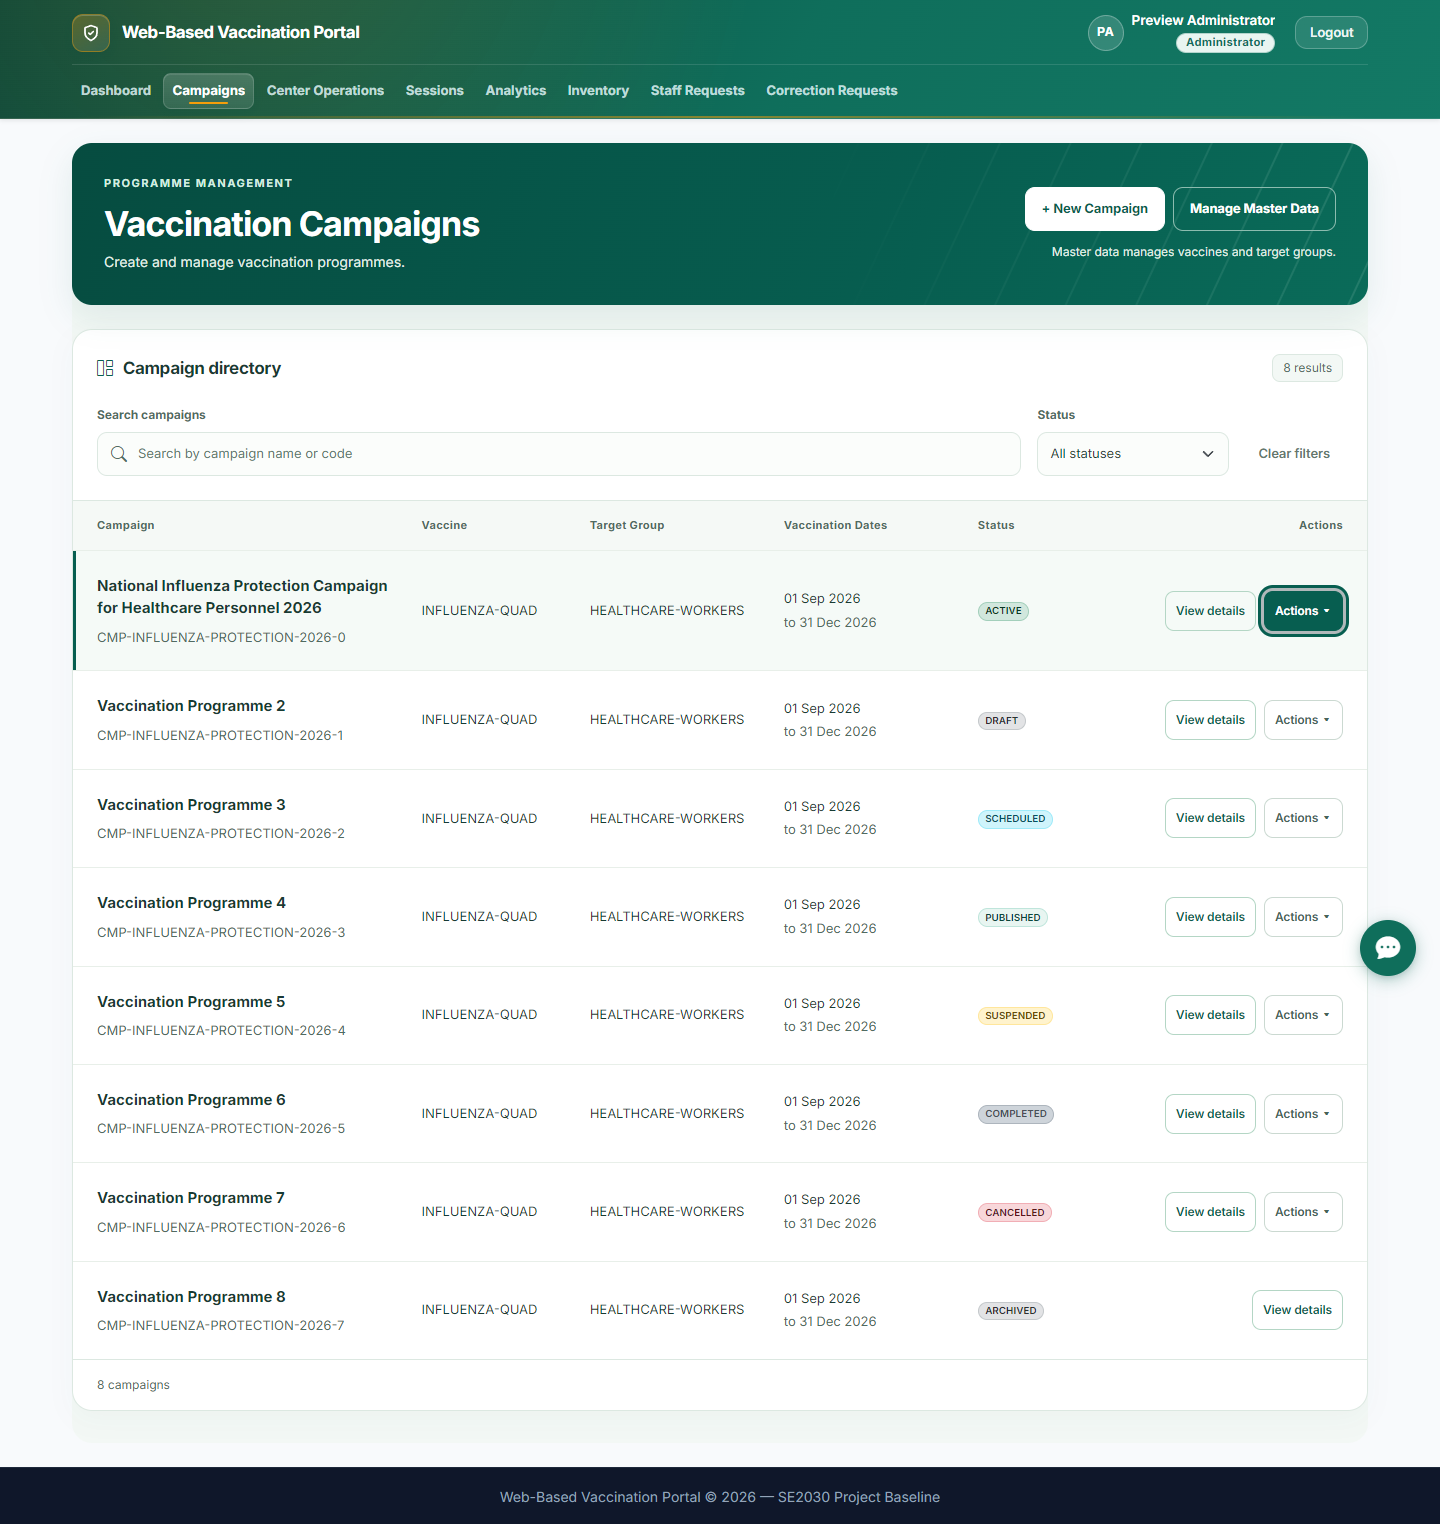 Web-Based Vaccination Portal
PA
Preview Administrator
Administrator
Logout
Dashboard
Campaigns
Center Operations
Sessions
Analytics
Inventory
Staff Requests
Correction Requests
PROGRAMME MANAGEMENT
Vaccination Campaigns
Create and manage vaccination programmes.
+ New Campaign
Manage Master Data
Master data manages vaccines and target groups.
Campaign directory
8 results
Search campaigns
Status
Search by campaign name or code
All statuses
Clear filters
Campaign
Vaccine
Target Group
Vaccination Dates
Status
Actions
National Influenza Protection Campaign
for Healthcare Personnel 2026
CMP-INFLUENZA-PROTECTION-2026-0
INFLUENZA-QUAD
HEALTHCARE-WORKERS
01 Sep 2026
to 31 Dec 2026
ACTIVE
View details
Actions
Vaccination Programme 2
CMP-INFLUENZA-PROTECTION-2026-1
INFLUENZA-QUAD
HEALTHCARE-WORKERS
01 Sep 2026
to 31 Dec 2026
DRAFT
View details
Actions
Vaccination Programme 3
CMP-INFLUENZA-PROTECTION-2026-2
INFLUENZA-QUAD
HEALTHCARE-WORKERS
01 Sep 2026
to 31 Dec 2026
SCHEDULED
View details
Actions
Vaccination Programme 4
CMP-INFLUENZA-PROTECTION-2026-3
INFLUENZA-QUAD
HEALTHCARE-WORKERS
01 Sep 2026
to 31 Dec 2026
PUBLISHED
View details
Actions
Vaccination Programme 5
CMP-INFLUENZA-PROTECTION-2026-4
INFLUENZA-QUAD
HEALTHCARE-WORKERS
01 Sep 2026
to 31 Dec 2026
SUSPENDED
View details
Actions
Vaccination Programme 6
CMP-INFLUENZA-PROTECTION-2026-5
INFLUENZA-QUAD
HEALTHCARE-WORKERS
01 Sep 2026
to 31 Dec 2026
COMPLETED
View details
Actions
Vaccination Programme 7
CMP-INFLUENZA-PROTECTION-2026-6
INFLUENZA-QUAD
HEALTHCARE-WORKERS
01 Sep 2026
to 31 Dec 2026
CANCELLED
View details
Actions
Vaccination Programme 8
CMP-INFLUENZA-PROTECTION-2026-7
INFLUENZA-QUAD
HEALTHCARE-WORKERS
01 Sep 2026
to 31 Dec 2026
ARCHIVED
View details
8 campaigns
Web-Based Vaccination Portal © 2026 — SE2030 Project Baseline